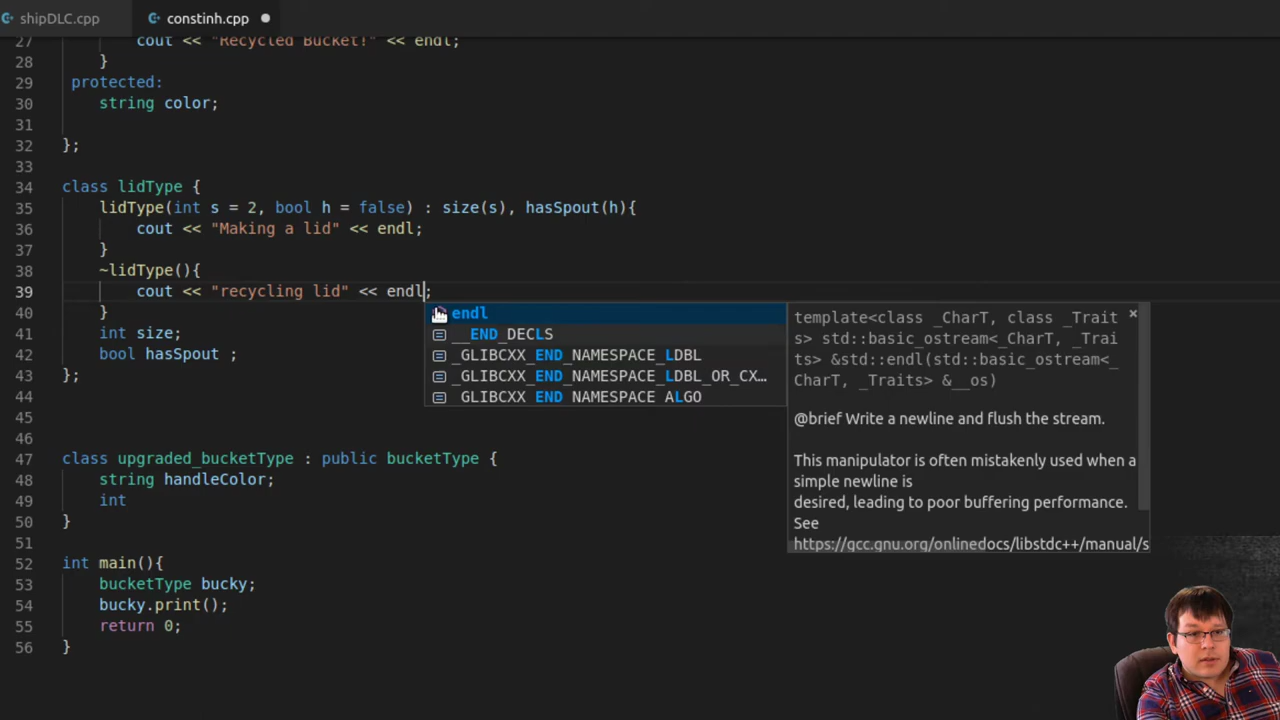 shipDLC.cpp
constinh.cpp
27 cout << "Recycled Bucket!" << endl;
28 }
29 protected:
30 string color;
31
32 };
33
34 class lidType {
35 lidType(int s = 2, bool h = false) : size(s), hasSpout(h){
36 cout << "Making a lid" << endl;
37 }
38 ~lidType(){
39 cout << "recycling lid" << endl;
40 }
41 int size;
42 bool hasSpout ;
43 };
44
45
46
47 class upgraded_bucketType : public bucketType {
48 string handleColor;
49 int
50 }
51
52 int main(){
53 bucketType bucky;
54 bucky.print();
55 return 0;
56 }
endl
__END_DECLS
_GLIBCXX_END_NAMESPACE_LDBL
_GLIBCXX_END_NAMESPACE_LDBL_OR_CX…
_GLIBCXX_END_NAMESPACE_ALGO
template<class _CharT, class _Trait
s> std::basic_ostream<_CharT, _Trai
ts> &std::endl(std::basic_ostream<_
CharT, _Traits> &__os)
@brief Write a newline and flush the stream.
This manipulator is often mistakenly used when a
simple newline is
desired, leading to poor buffering performance.
See
https://gcc.gnu.org/onlinedocs/libstdc++/manual/s